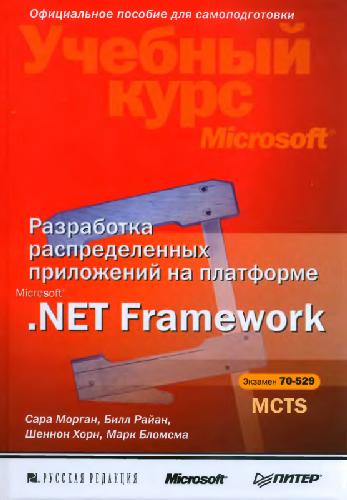 Официальное пособие для самоподготовки
Учебный
курс
Microsoft®
Разработка
распределенных
приложений на платформе
Microsoft®
.NET Framework
Экзамен 70-529
MCTS
Сара Морган, Билл Райан,
Шеннон Хорн, Марк Бломсма
РУССКАЯ РЕДАКЦИЯ
Microsoft®
ПИТЕР®